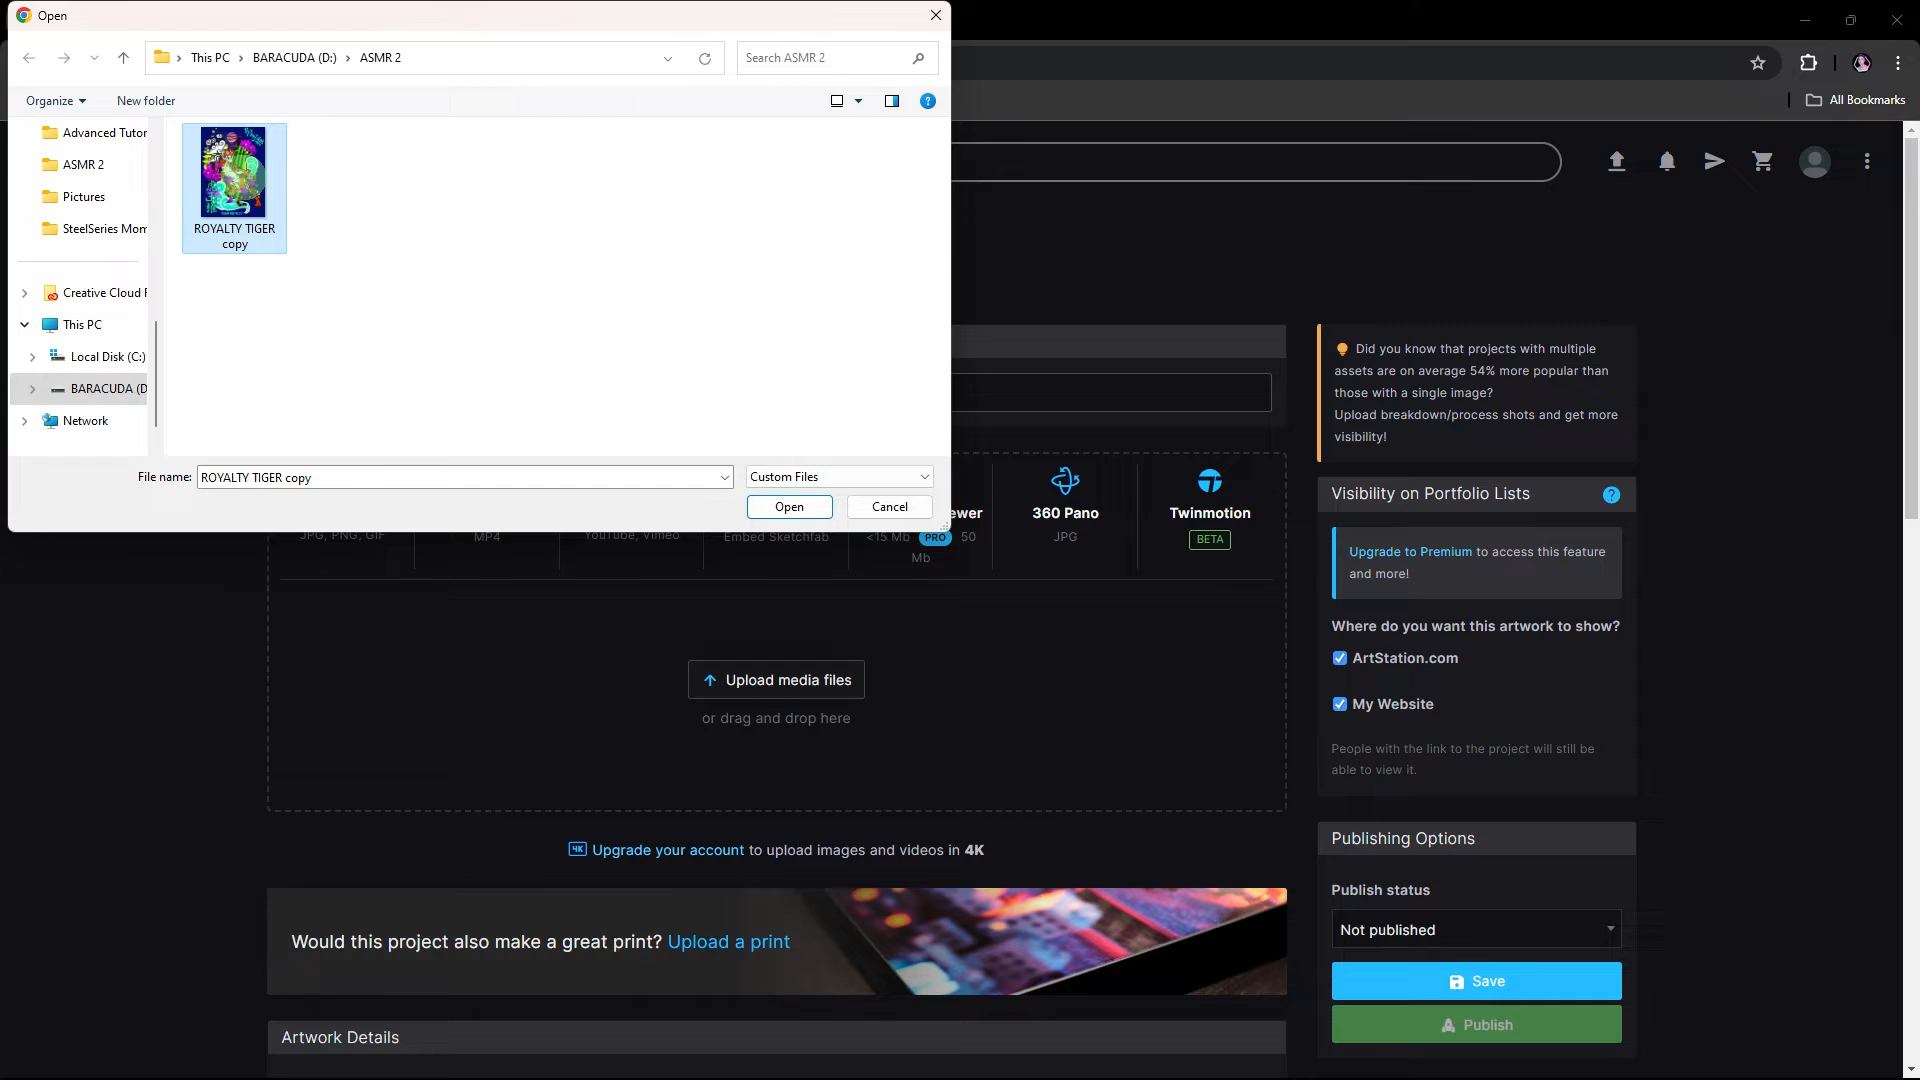 Open
This PC
BARACUDA (D:)
ASMR 2
Search ASMR 2
Organize
New folder
Advanced Tutor
ASMR 2
Pictures
SteelSeries Mom
Creative Cloud F
This PC
Local Disk (C:)
BARACUDA (D
Network
ROYALTY TIGER
copy
File name:
ROYALTY TIGER copy
Custom Files
Open
Cancel
All Bookmarks
JPG, PNG, GIF
MP4
YouTube, Vimeo
Embed Sketchfab
ewer
<15 Mb PRO 50
Mb
360 Pano
JPG
Twinmotion
BETA
Upload media files
or drag and drop here
4K Upgrade your account to upload images and videos in 4K
Would this project also make a great print? Upload a print
Artwork Details
Did you know that projects with multiple
assets are on average 54% more popular than
those with a single image?
Upload breakdown/process shots and get more
visibility!
Visibility on Portfolio Lists
?
Upgrade to Premium to access this feature
and more!
Where do you want this artwork to show?
ArtStation.com
My Website
People with the link to the project will still be
able to view it.
Publishing Options
Publish status
Not published
Save
Publish